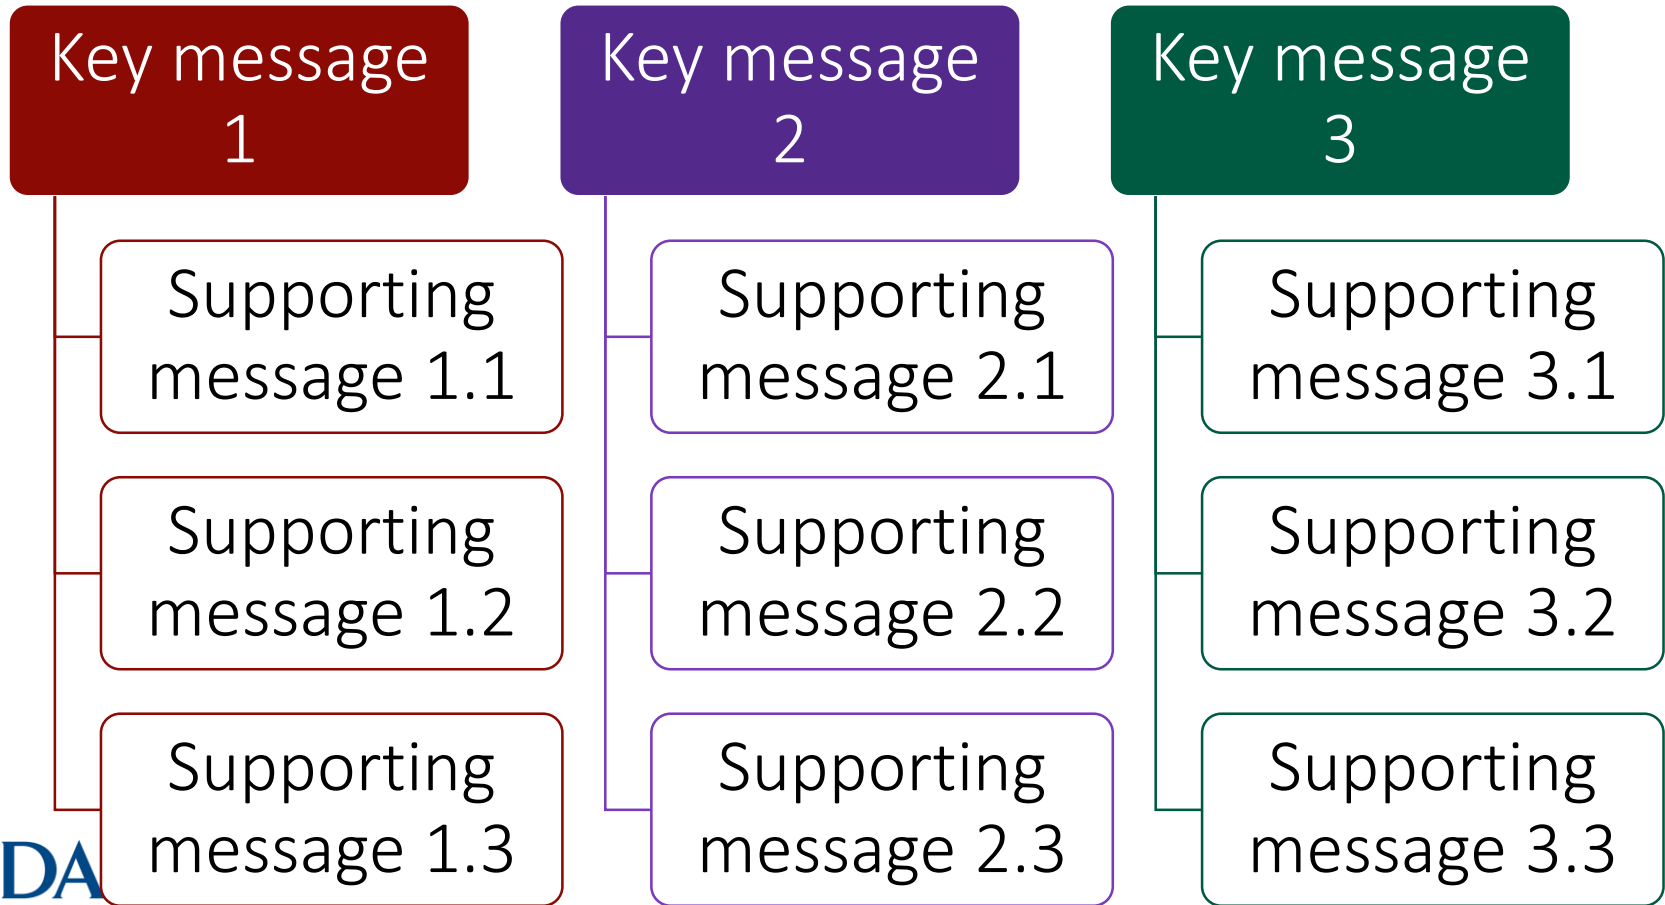 Key message
1
Supporting
message 1.1
Supporting
message 1.2
Supporting
message 1.3
Key message
2
Supporting
message 2.1
Supporting
message 2.2
Supporting
message 2.3
Key message
3
Supporting
message 3.1
Supporting
message 3.2
Supporting
message 3.3
DA